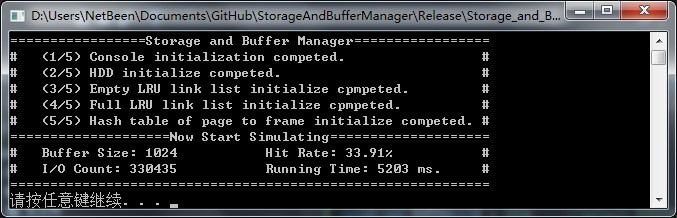 D:\Users\NetBeen\Documents\GitHub\StorageAndBufferManager\Release\Storage_and_B...
=================Storage and Buffer Manager=================
# (1/5) Console initialization competed. #
# (2/5) HDD initialize competed. #
# (3/5) Empty LRU link list initialize cpmpeted. #
# (4/5) Full LRU link list initialize cpmpeted. #
# (5/5) Hash table of page to frame initialize competed. #
====================Now Start Simulating====================
# Buffer Size: 1024 Hit Rate: 33.91% #
# I/O Count: 330435 Running Time: 5203 ms. #
============================================================
请按任意键继续. . .